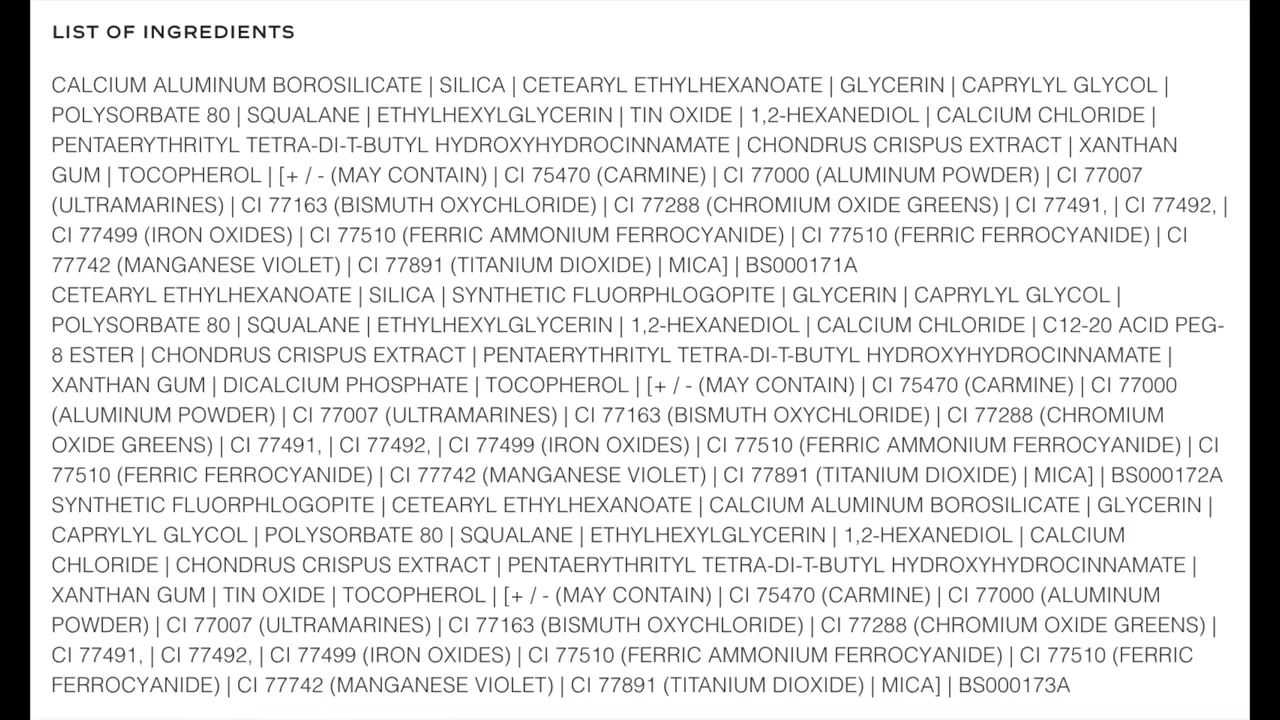 LIST OF INGREDIENTS
CALCIUM ALUMINUM BOROSILICATE | SILICA | CETEARYL ETHYLHEXANOATE | GLYCERIN | CAPRYLYL GLYCOL |
POLYSORBATE 80 | SQUALANE | ETHYLHEXYLGLYCERIN | TIN OXIDE | 1,2-HEXANEDIOL | CALCIUM CHLORIDE |
PENTAERYTHRITYL TETRA-DI-T-BUTYL HYDROXYHYDROCINNAMATE | CHONDRUS CRISPUS EXTRACT | XANTHAN
GUM | TOCOPHEROL | [+ / - (MAY CONTAIN) | CI 75470 (CARMINE) | CI 77000 (ALUMINUM POWDER) | CI 77007
(ULTRAMARINES) | CI 77163 (BISMUTH OXYCHLORIDE) | CI 77288 (CHROMIUM OXIDE GREENS) | CI 77491, | CI 77492, |
CI 77499 (IRON OXIDES) | CI 77510 (FERRIC AMMONIUM FERROCYANIDE) | CI 77510 (FERRIC FERROCYANIDE) | CI
77742 (MANGANESE VIOLET) | CI 77891 (TITANIUM DIOXIDE) | MICA] | BS000171A
CETEARYL ETHYLHEXANOATE | SILICA | SYNTHETIC FLUORPHLOGOPITE | GLYCERIN | CAPRYLYL GLYCOL |
POLYSORBATE 80 | SQUALANE | ETHYLHEXYLGLYCERIN | 1,2-HEXANEDIOL | CALCIUM CHLORIDE | C12-20 ACID PEG-
8 ESTER | CHONDRUS CRISPUS EXTRACT | PENTAERYTHRITYL TETRA-DI-T-BUTYL HYDROXYHYDROCINNAMATE |
XANTHAN GUM | DICALCIUM PHOSPHATE | TOCOPHEROL | [+ / - (MAY CONTAIN) | CI 75470 (CARMINE) | CI 77000
(ALUMINUM POWDER) | CI 77007 (ULTRAMARINES) | CI 77163 (BISMUTH OXYCHLORIDE) | CI 77288 (CHROMIUM
OXIDE GREENS) | CI 77491, | CI 77492, | CI 77499 (IRON OXIDES) | CI 77510 (FERRIC AMMONIUM FERROCYANIDE) | CI
77510 (FERRIC FERROCYANIDE) | CI 77742 (MANGANESE VIOLET) | CI 77891 (TITANIUM DIOXIDE) | MICA] | BS000172A
SYNTHETIC FLUORPHLOGOPITE | CETEARYL ETHYLHEXANOATE | CALCIUM ALUMINUM BOROSILICATE | GLYCERIN |
CAPRYLYL GLYCOL | POLYSORBATE 80 | SQUALANE | ETHYLHEXYLGLYCERIN | 1,2-HEXANEDIOL | CALCIUM
CHLORIDE | CHONDRUS CRISPUS EXTRACT | PENTAERYTHRITYL TETRA-DI-T-BUTYL HYDROXYHYDROCINNAMATE |
XANTHAN GUM | TIN OXIDE | TOCOPHEROL | [+ / - (MAY CONTAIN) | CI 75470 (CARMINE) | CI 77000 (ALUMINUM
POWDER) | CI 77007 (ULTRAMARINES) | CI 77163 (BISMUTH OXYCHLORIDE) | CI 77288 (CHROMIUM OXIDE GREENS) |
CI 77491, | CI 77492, | CI 77499 (IRON OXIDES) | CI 77510 (FERRIC AMMONIUM FERROCYANIDE) | CI 77510 (FERRIC
FERROCYANIDE) | CI 77742 (MANGANESE VIOLET) | CI 77891 (TITANIUM DIOXIDE) | MICA] | BS000173A